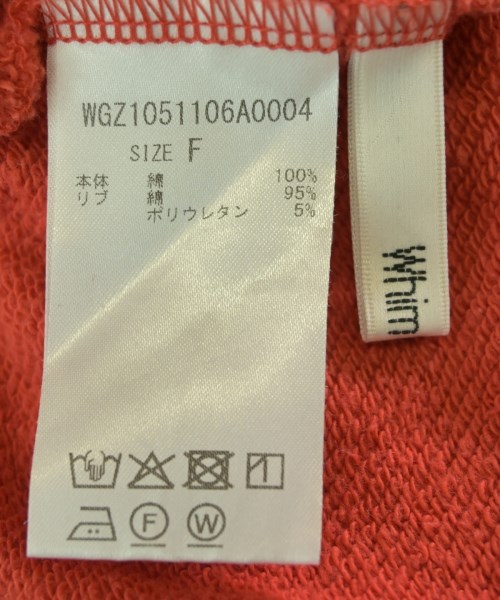 WGZ1051106A0004
SIZE F
本体 綿 100%
リブ 綿 95%
ポリウレタン 5%
F W
Whim